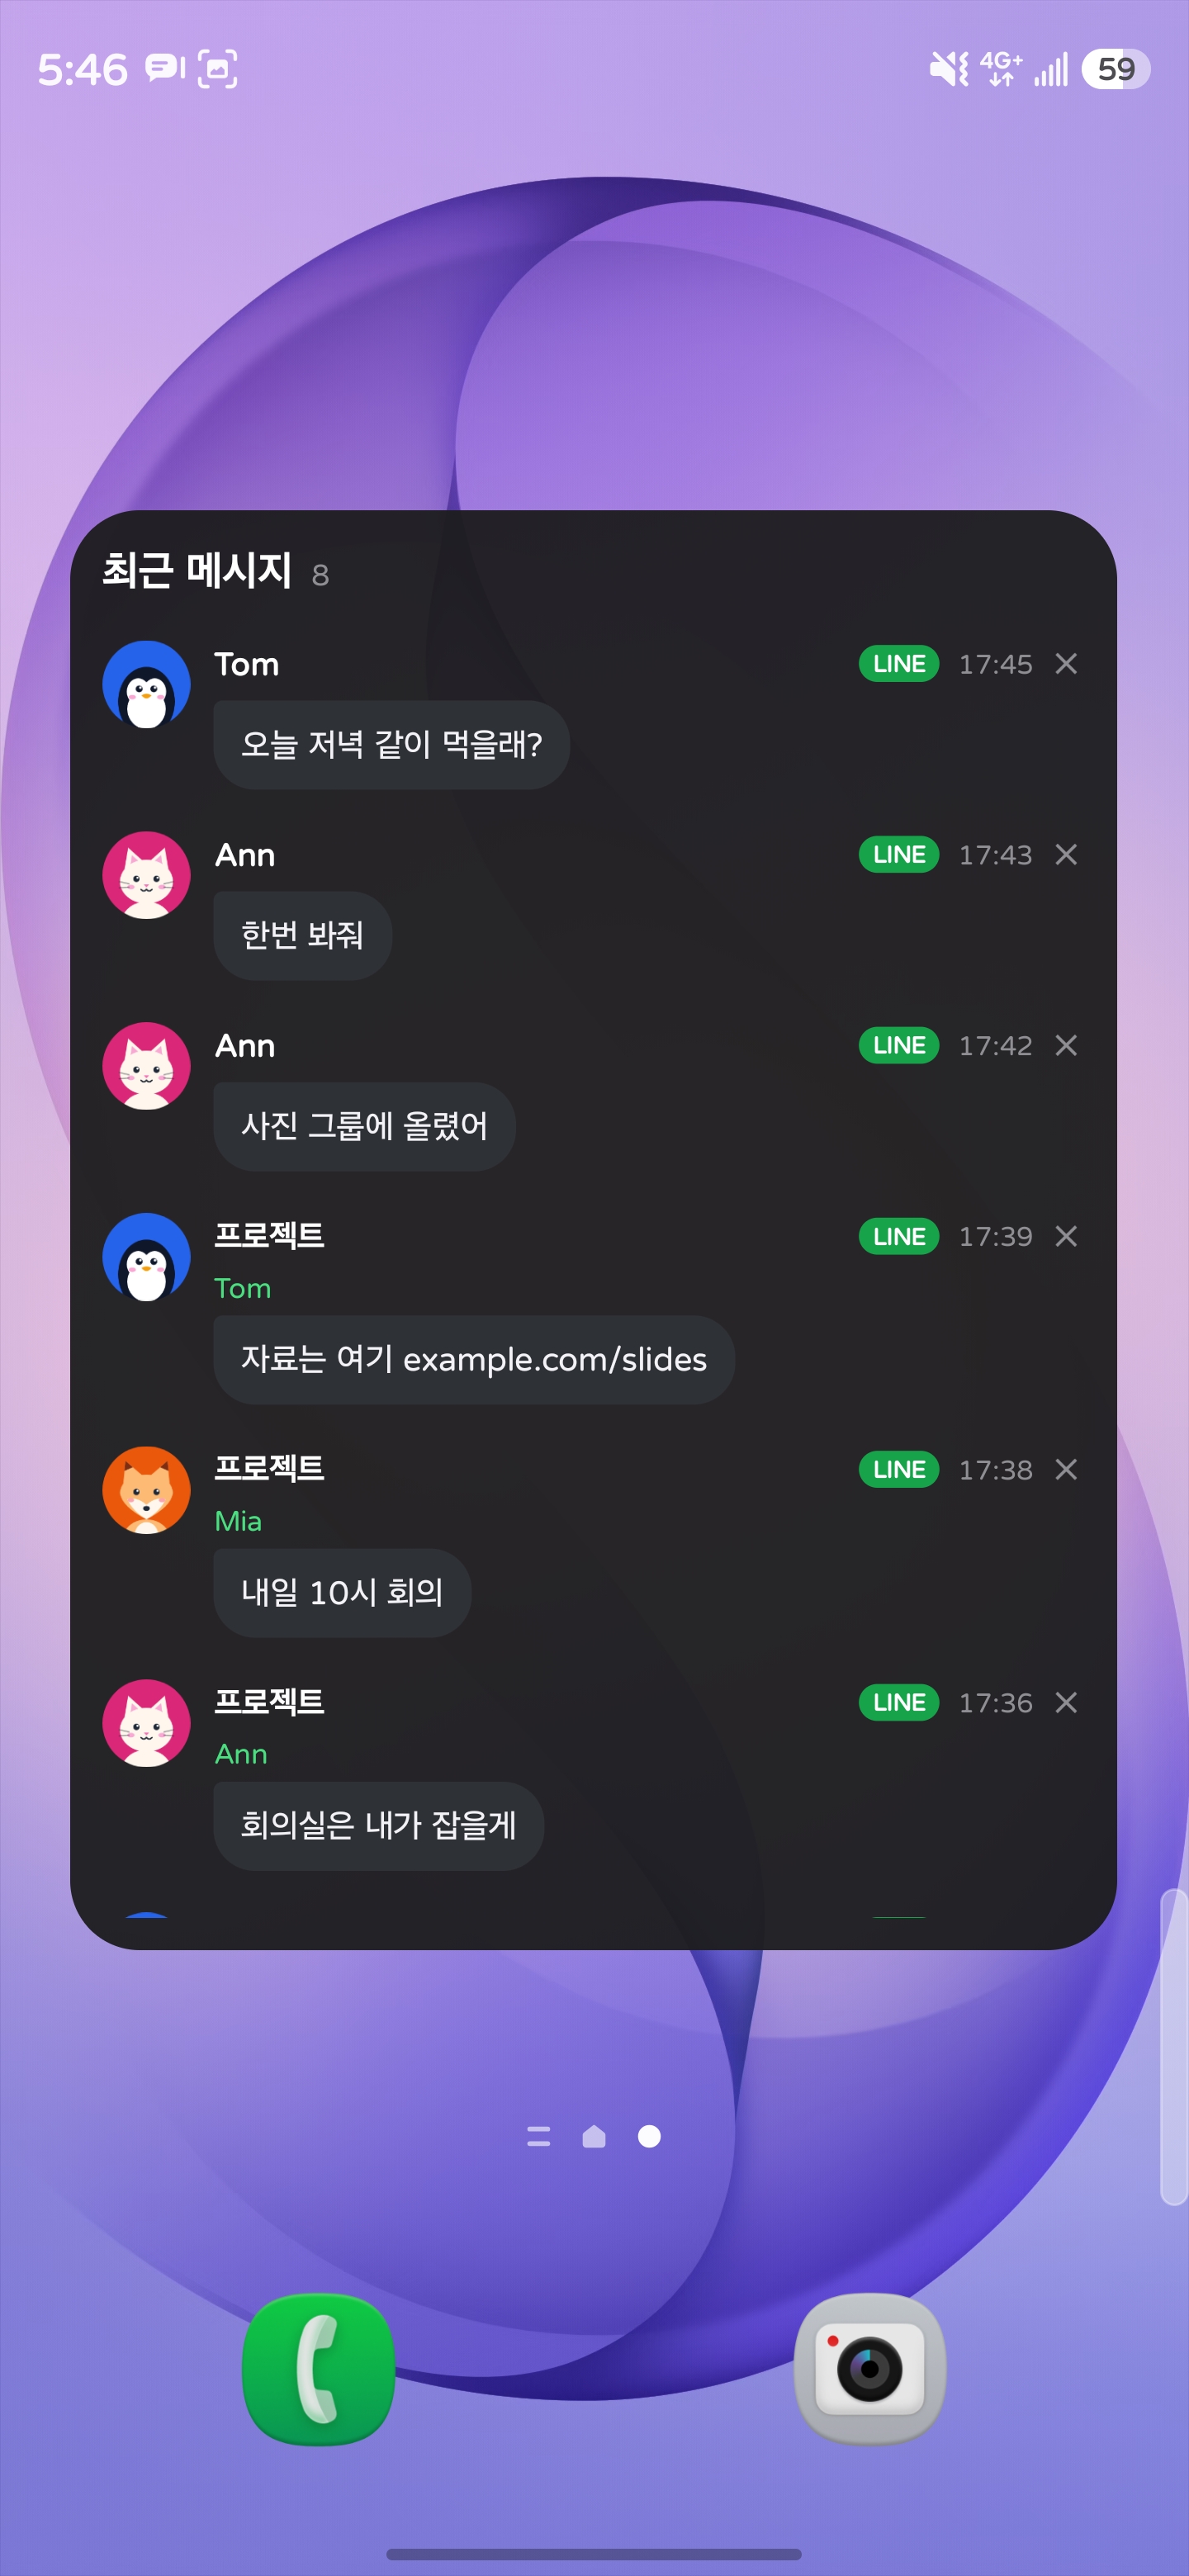 5:46 4G+ 59
최근 메시지 8
Tom LINE 17:45
오늘 저녁 같이 먹을래?
Ann LINE 17:43
한번 봐줘
Ann LINE 17:42
사진 그룹에 올렸어
프로젝트 LINE 17:39
Tom
자료는 여기 example.com/slides
프로젝트 LINE 17:38
Mia
내일 10시 회의
프로젝트 LINE 17:36
Ann
회의실은 내가 잡을게